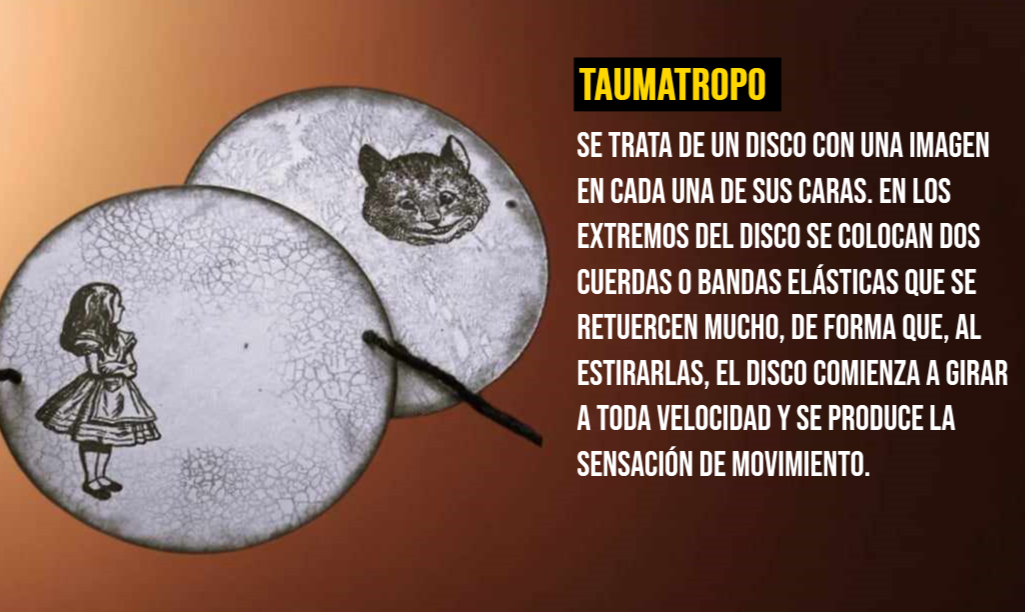 TAUMATROPO
SE TRATA DE UN DISCO CON UNA IMAGEN
EN CADA UNA DE SUS CARAS. EN LOS
EXTREMOS DEL DISCO SE COLOCAN DOS
CUERDAS O BANDAS ELÁSTICAS QUE SE
RETUERCEN MUCHO, DE FORMA QUE, AL
ESTIRARLAS, EL DISCO COMIENZA A GIRAR
A TODA VELOCIDAD Y SE PRODUCE LA
SENSACIÓN DE MOVIMIENTO.